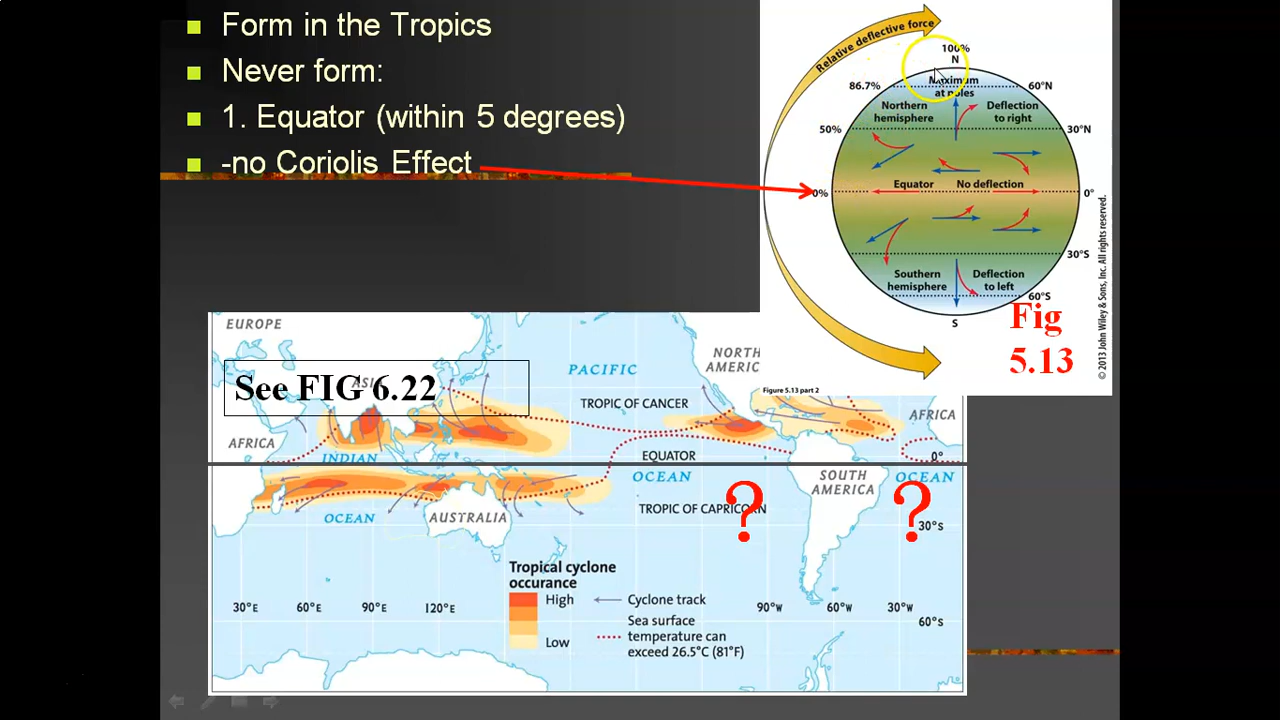 Form in the Tropics
Never form:
1. Equator (within 5 degrees)
-no Coriolis Effect
Relative deflective force
100%
N
Maximum
at poles
86.7%
60°N
Northern
hemisphere
Deflection
to right
50%
30°N
0%
Equator
No deflection
0°
30°S
Southern
hemisphere
Deflection
to left
60°S
S
Fig
5.13
© 2013 John Wiley & Sons, Inc. All rights reserved.
Figure 5.13 part 2
EUROPE
ASIA
See FIG 6.22
PACIFIC
NORTH
AMERIC
TROPIC OF CANCER
AFRICA
AFRICA
INDIAN
EQUATOR
0°
OCEAN
SOUTH
AMERICA
OCEAN
OCEAN
AUSTRALIA
TROPIC OF CAPRICORN
?
?
30°S
Tropical cyclone
occurance
High
Low
Cyclone track
Sea surface
temperature can
exceed 26.5°C (81°F)
30°E
60°E
90°E
120°E
90°W
60°W
30°W
60°S